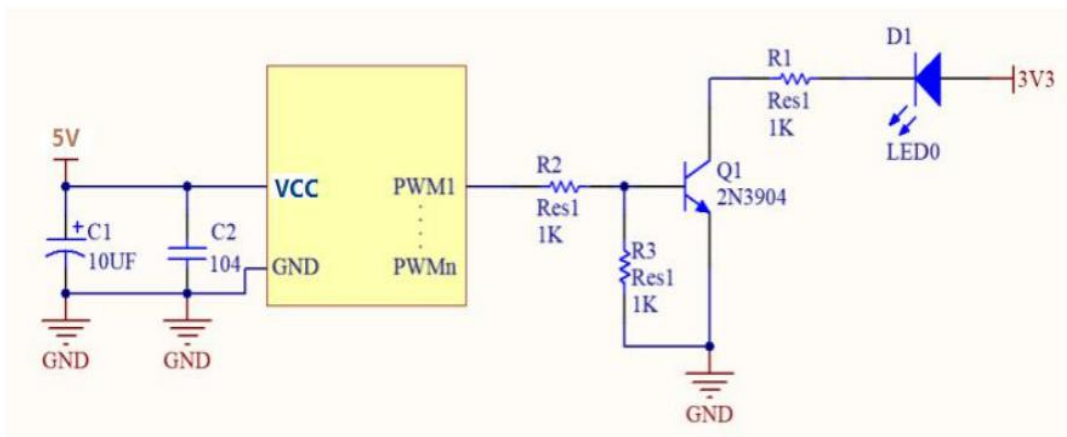 5V
+
C1
10UF
GND
C2
104
GND
VCC
GND
PWM1
PWMn
R2
Res1
1K
R3
Res1
1K
Q1
2N3904
GND
R1
Res1
1K
D1
LED0
3V3